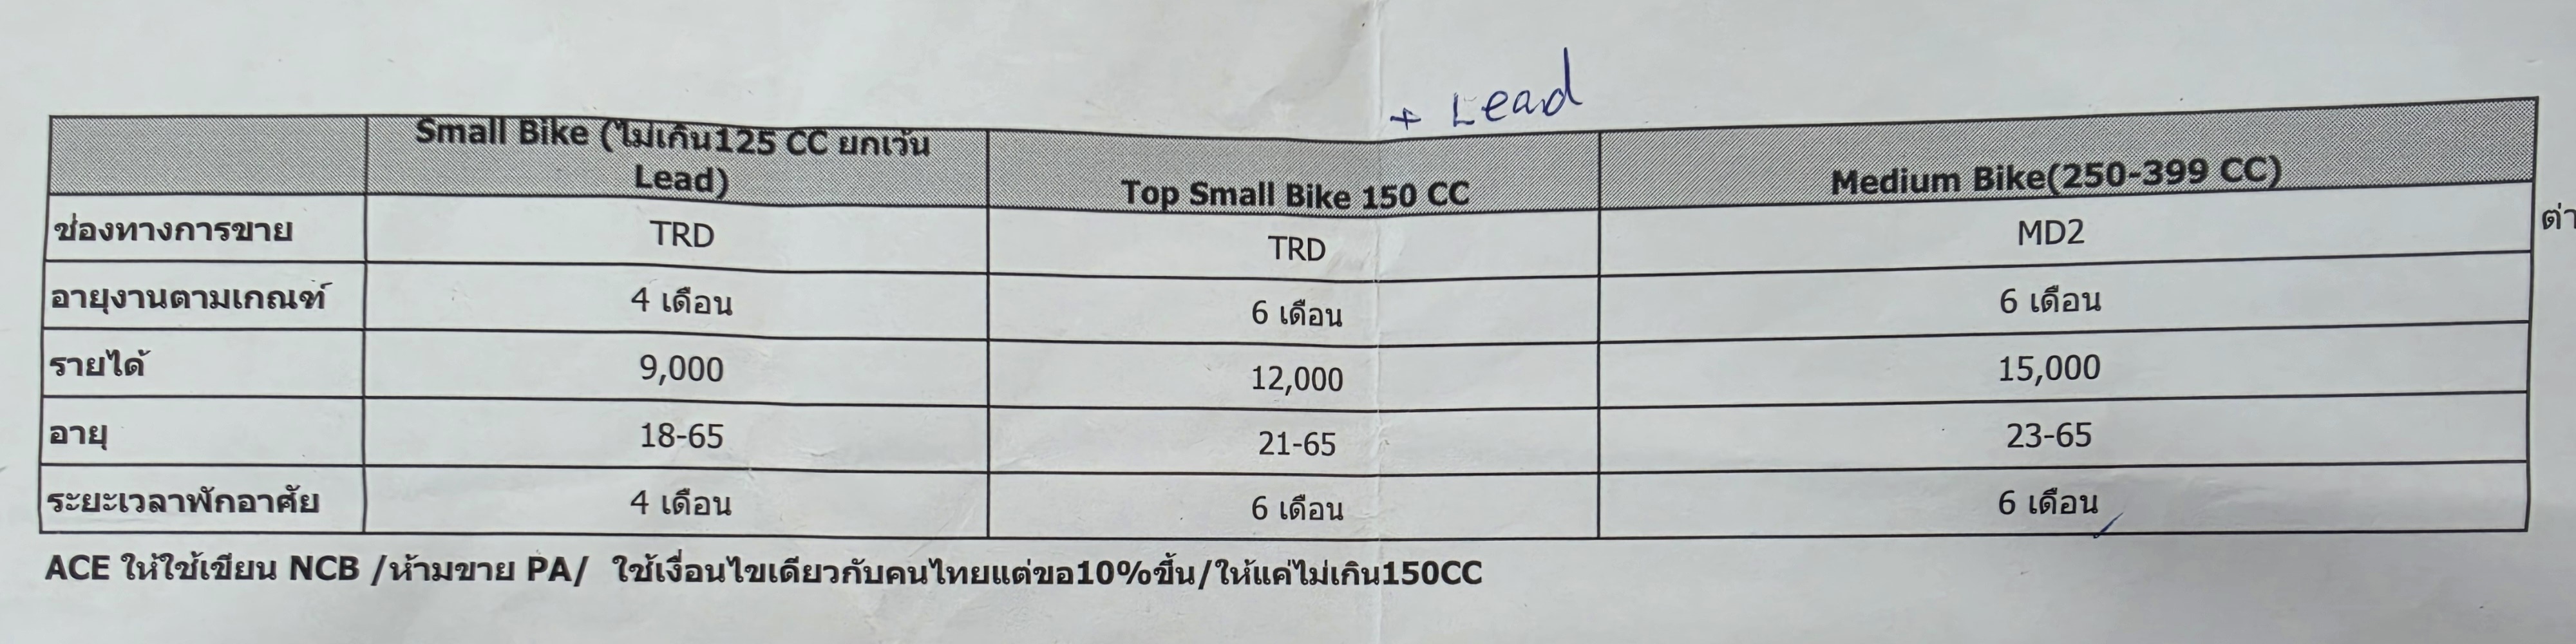 + Lead
Small Bike (ไม่เกิน125 CC ยกเว้น
Lead)
Top Small Bike 150 CC
Medium Bike(250-399 CC)
ช่องทางการขาย TRD TRD MD2
ต่า
อายุงานตามเกณฑ์ 4 เดือน 6 เดือน 6 เดือน
รายได้ 9,000 12,000 15,000
อายุ 18-65 21-65 23-65
ระยะเวลาพักอาศัย 4 เดือน 6 เดือน 6 เดือน
ACE ให้ใช้เขียน NCB /ห้ามขาย PA/ ใช้เงื่อนไขเดียวกับคนไทยแต่ขอ10%ขึ้น/ให้แค่ไม่เกิน150CC